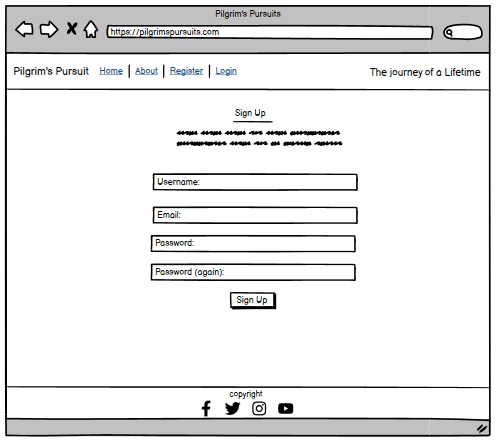 Pilgrim's Pursuits
https://pilgrimspursuits.com
Pilgrim's Pursuit Home | About | Register | Login The journey of a Lifetime
Sign Up
Username:
Email:
Password:
Password (again):
Sign Up
copyright